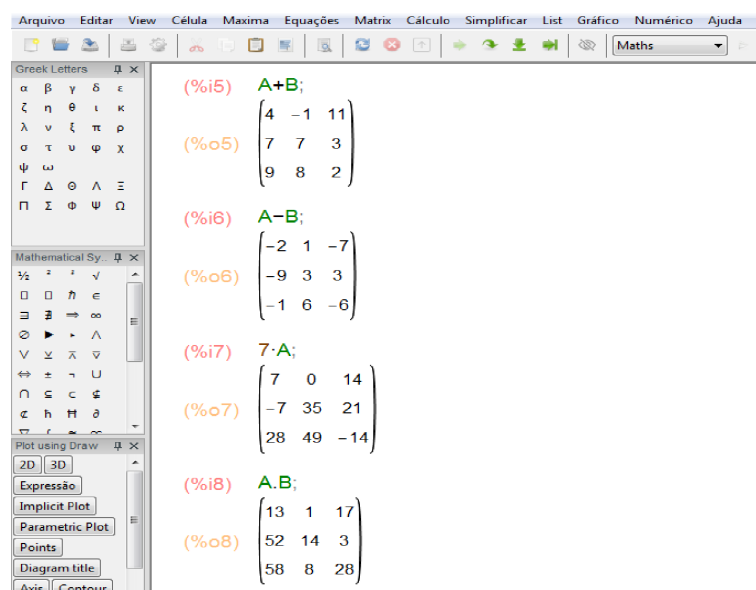 Arquivo Editar View Célula Maxima Equações Matrix Cálculo Simplificar List Gráfico Numérico Ajuda
Maths
Greek Letters
α β γ δ ε
ζ η θ ι κ
λ ν ξ π ρ
σ τ υ φ χ
ψ ω
Γ Δ Θ Λ Ξ
Π Σ Φ Ψ Ω
Mathematical Sy..
½ ² ³ √
ħ ∈
∃ ∄ ⇒ ∞
∅ ▶ ▸ ∧
∨ ⊻ ⊼ ⊽
⇔ ± ¬ ∪
∩ ⊆ ⊂ ⊈
⊄ ħ Ħ ∂
Plot using Draw
2D 3D
Expressão
Implicit Plot
Parametric Plot
Points
Diagram title
Axis Contour
(%i5) A+B;
4 −1 11
(%o5) 7 7 3
9 8 2
(%i6) A−B;
−2 1 −7
(%o6) −9 3 3
−1 6 −6
(%i7) 7·A;
7 0 14
(%o7) −7 35 21
28 49 −14
(%i8) A.B;
13 1 17
(%o8) 52 14 3
58 8 28